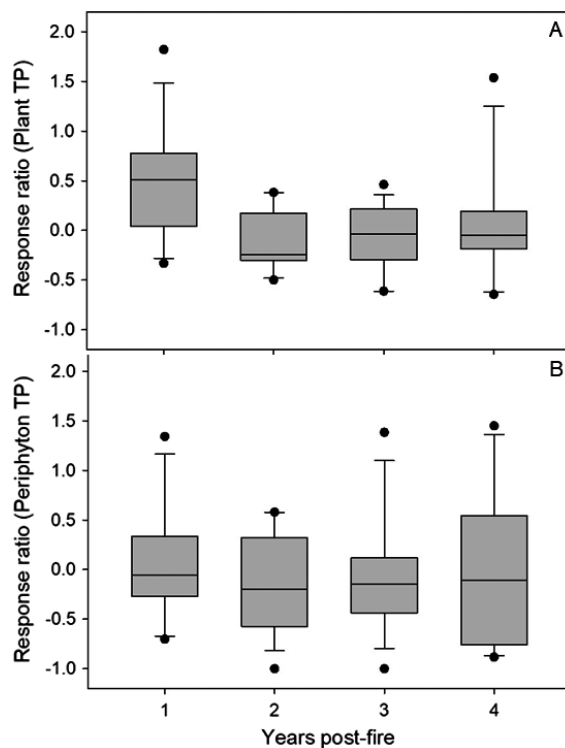 A
Response ratio (Plant TP)
2.0
1.5
1.0
0.5
0.0
-0.5
-1.0
B
Response ratio (Periphyton TP)
2.0
1.5
1.0
0.5
0.0
-0.5
-1.0
1 2 3 4
Years post-fire